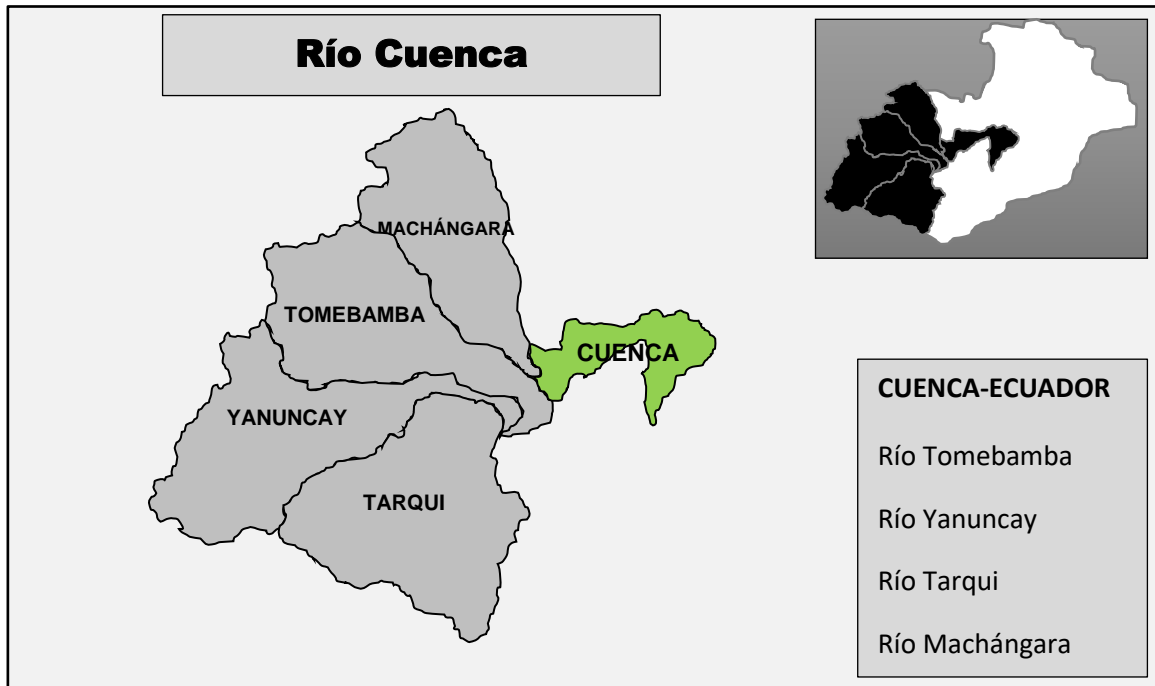 Río Cuenca
MACHÁNGARA
TOMEBAMBA
CUENCA
YANUNCAY
TARQUI
CUENCA-ECUADOR
Río Tomebamba
Río Yanuncay
Río Tarqui
Río Machángara